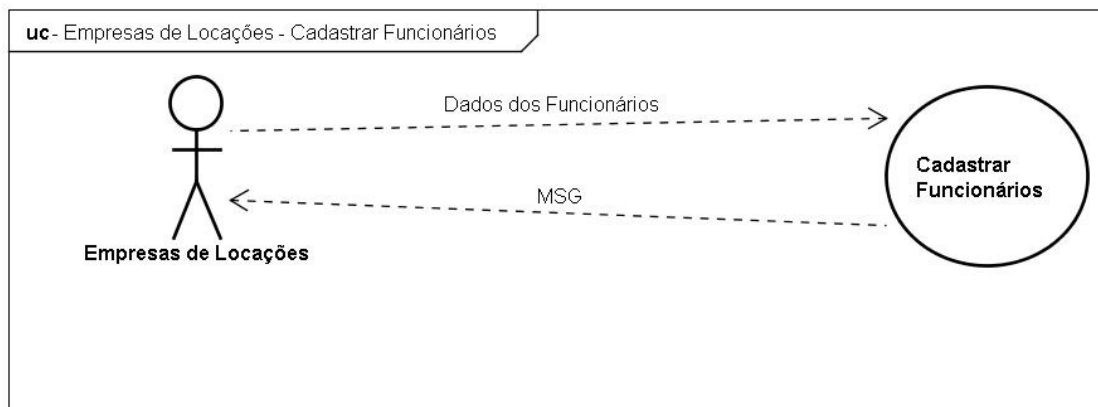 uc - Empresas de Locações - Cadastrar Funcionários
Dados dos Funcionários
Cadastrar
Funcionários
MSG
Empresas de Locações